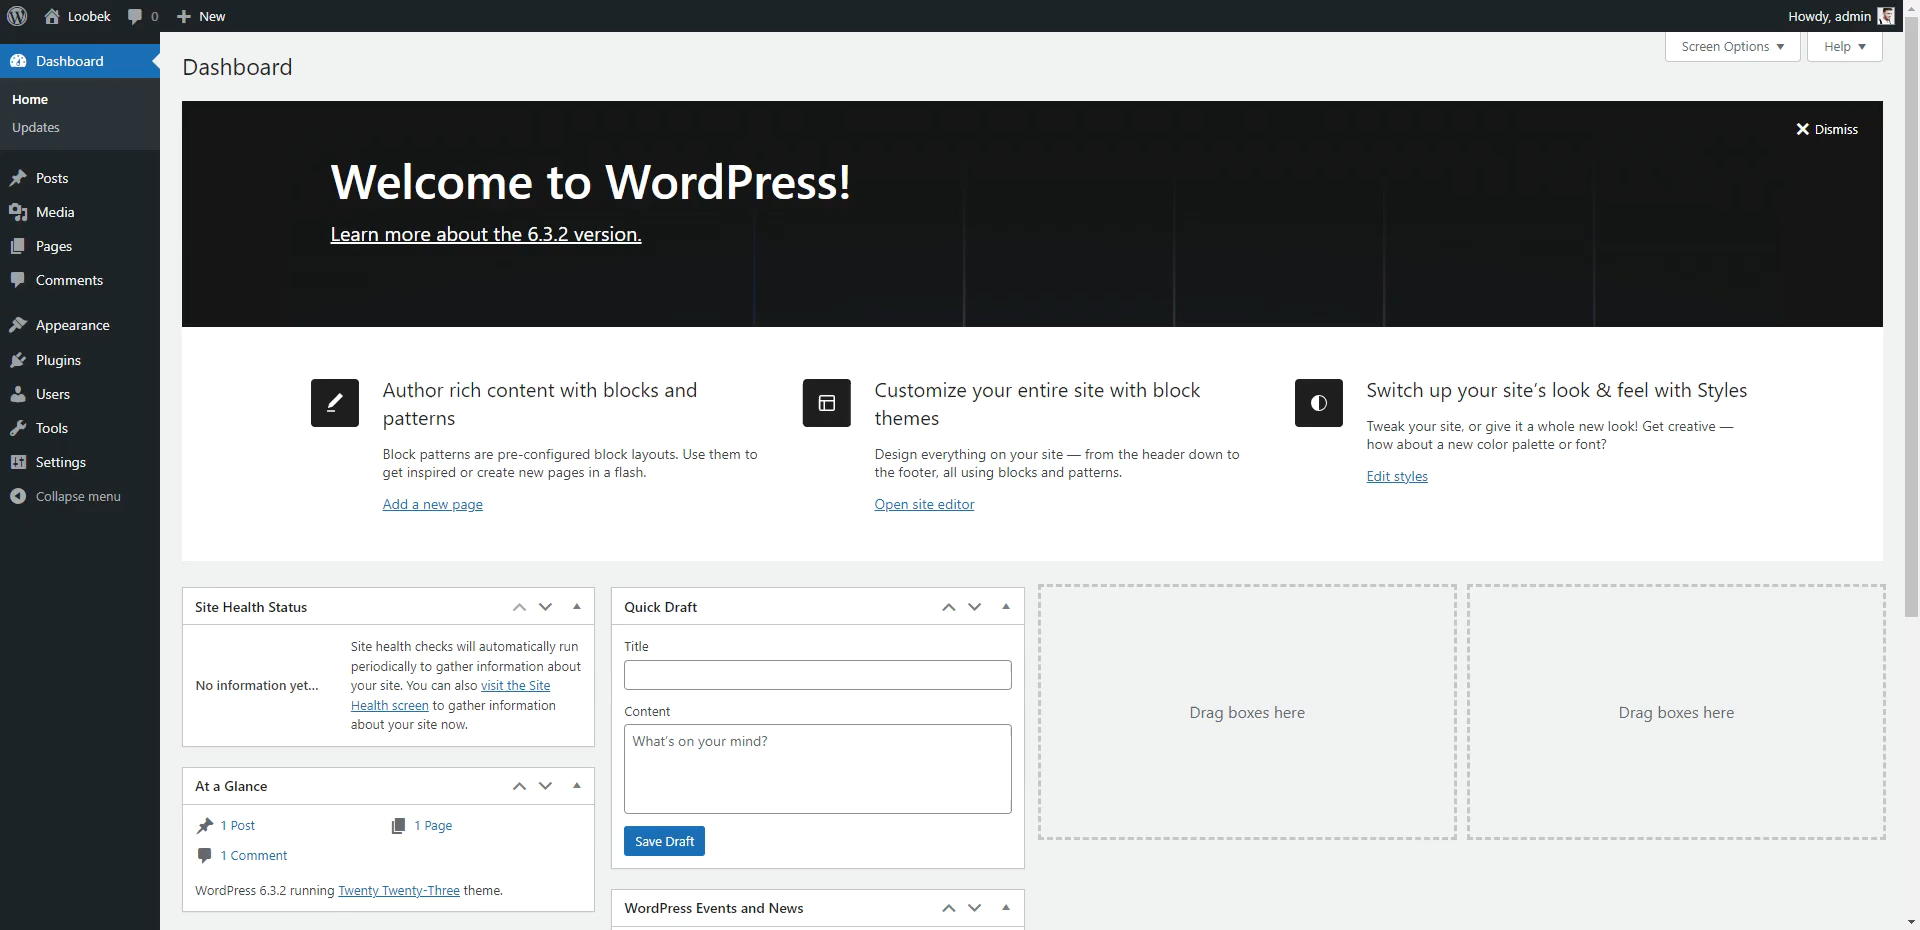 Loobek
0
New
Howdy, admin
Dashboard
Home
Updates
Posts
Media
Pages
Comments
Appearance
Plugins
Users
Tools
Settings
Collapse menu
Screen Options
Help
Dashboard
Dismiss
Welcome to WordPress!
Learn more about the 6.3.2 version.
Author rich content with blocks and
patterns
Block patterns are pre-configured block layouts. Use them to
get inspired or create new pages in a flash.
Add a new page
Customize your entire site with block
themes
Design everything on your site — from the header down to
the footer, all using blocks and patterns.
Open site editor
Switch up your site’s look & feel with Styles
Tweak your site, or give it a whole new look! Get creative —
how about a new color palette or font?
Edit styles
Site Health Status
No information yet…
Site health checks will automatically run
periodically to gather information about
your site. You can also visit the Site
Health screen to gather information
about your site now.
At a Glance
1 Post
1 Page
1 Comment
WordPress 6.3.2 running Twenty Twenty-Three theme.
Quick Draft
Title
Content
What’s on your mind?
Save Draft
WordPress Events and News
Drag boxes here
Drag boxes here